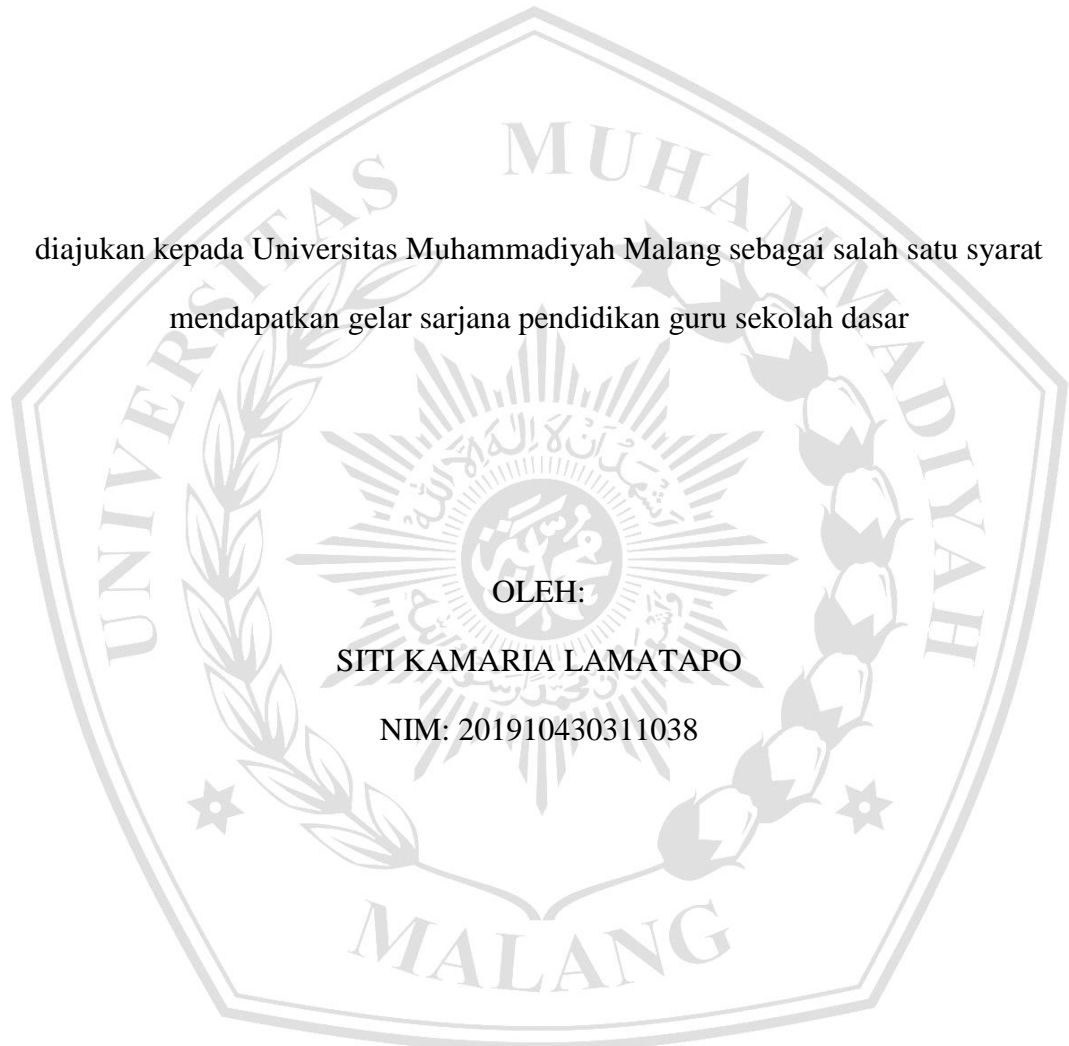 UNIVERSITAS MUHAMMADIYAH
diajukan kepada Universitas Muhammadiyah Malang sebagai salah satu syarat
mendapatkan gelar sarjana pendidikan guru sekolah dasar
OLEH:
SITI KAMARIA LAMATAPO
NIM: 201910430311038
MALANG